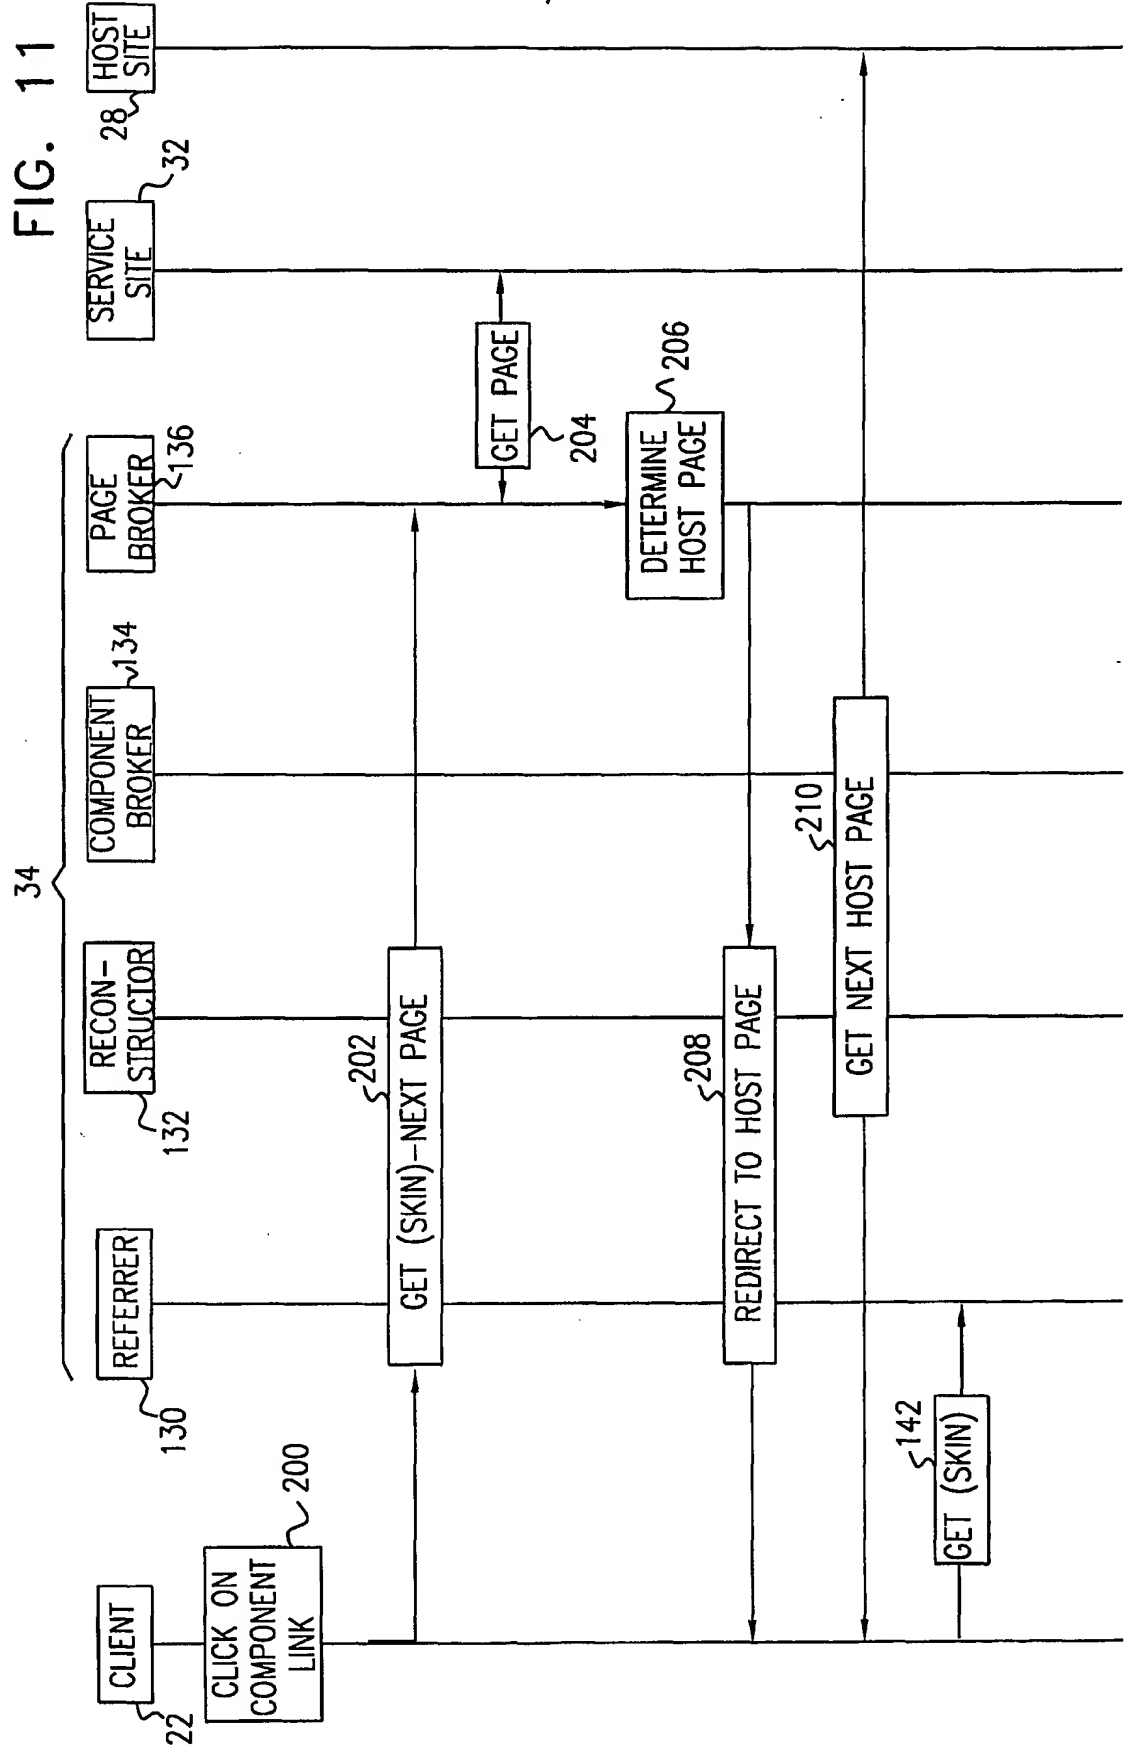 FIG. 11
34
CLIENT
22
REFERRER
130
RECON-
STRUCTOR
132
COMPONENT
BROKER
134
PAGE
BROKER
136
SERVICE
SITE
32
HOST
SITE
28
CLICK ON
COMPONENT
LINK
200
GET (SKIN)-NEXT PAGE
202
GET PAGE
204
DETERMINE
HOST PAGE
206
REDIRECT TO HOST PAGE
208
GET NEXT HOST PAGE
210
GET (SKIN)
142